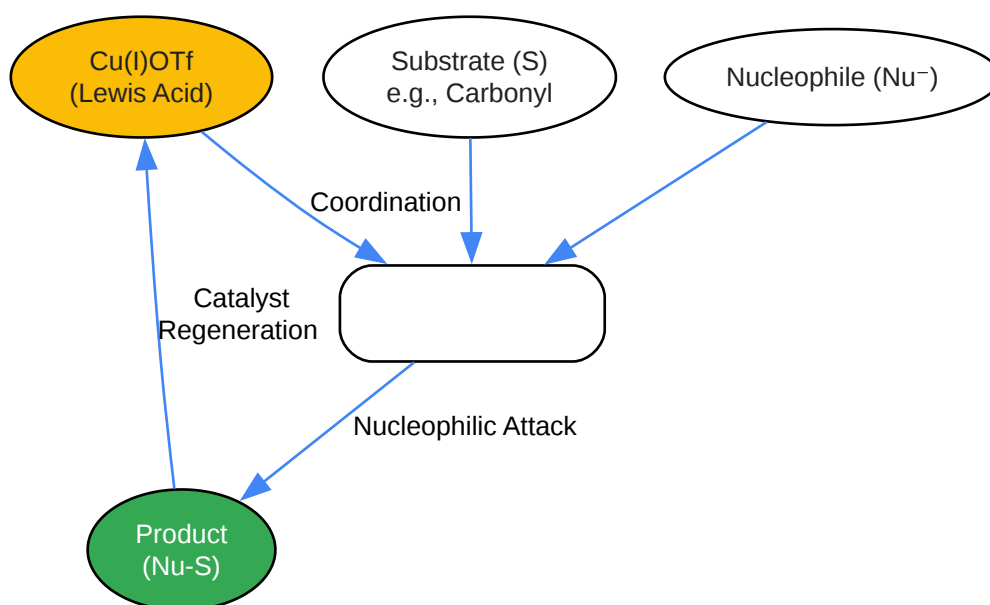 Cu(I)OTf
(Lewis Acid)
Substrate (S)
e.g., Carbonyl
Nucleophile (Nu⁻)
Coordination
Catalyst
Regeneration
Nucleophilic Attack
Product
(Nu-S)